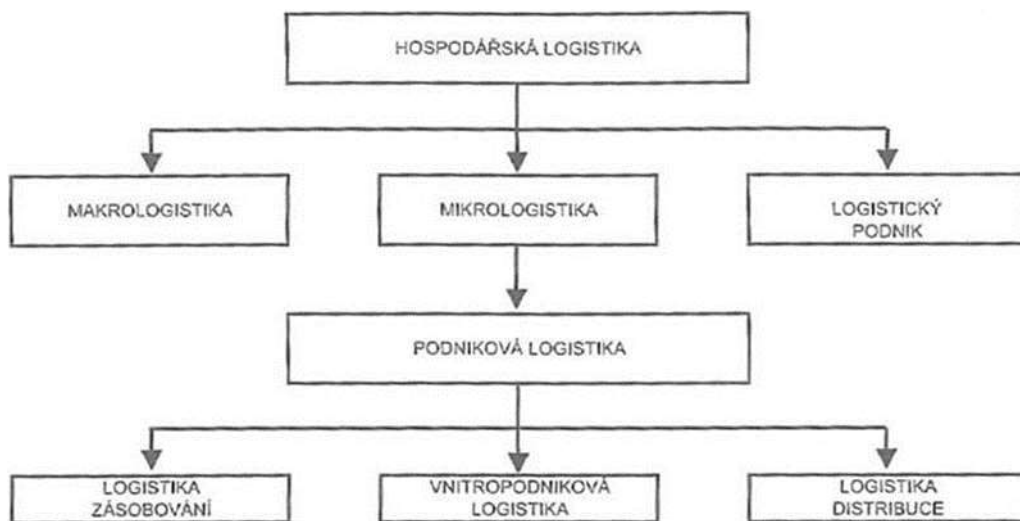 HOSPODÁŘSKÁ LOGISTIKA
MAKROLOGISTIKA
MIKROLOGISTIKA
LOGISTICKÝ
PODNIK
PODNIKOVÁ LOGISTIKA
LOGISTIKA
ZÁSOBOVÁNÍ
VNITROPODNIKOVÁ
LOGISTIKA
LOGISTIKA
DISTRIBUCE